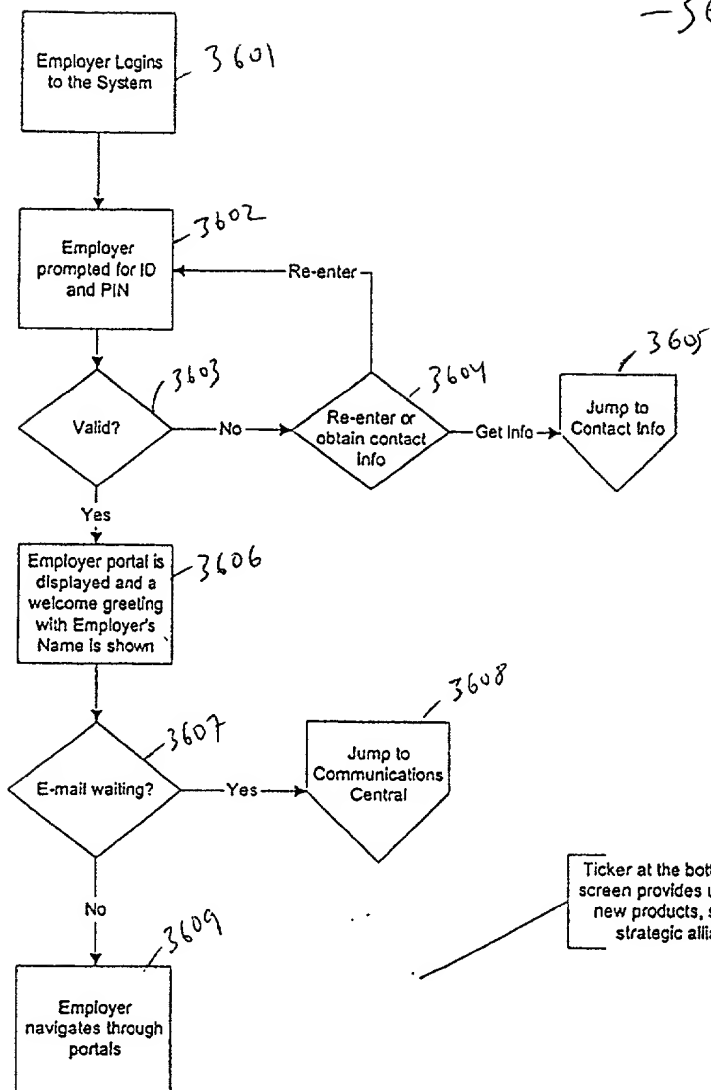 Employer Logins
to the System
3601
Employer
prompted for ID
and PIN
3602
Re-enter
Valid?
3603
No
Re-enter or
obtain contact
info
3604
Get Info
Jump to
Contact Info
3605
Yes
Employer portal is
displayed and a
welcome greeting
with Employer's
Name is shown
3606
E-mail waiting?
3607
Yes
Jump to
Communications
Central
3608
No
Employer
navigates through
portals
3609
Ticker at the
screen provides
new products,
strategic